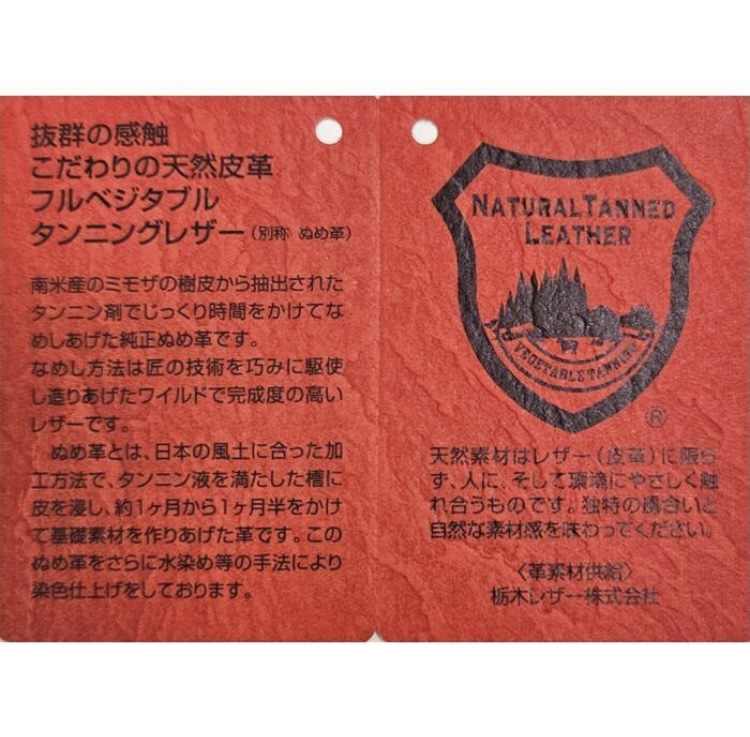 抜群の感触
こだわりの天然皮革
フルベジタブル
タンニングレザー（別称 ぬめ革）
南米産のミモザの樹皮から抽出された
タンニン剤でじっくり時間をかけてな
めしあげた純正ぬめ革です。
なめし方法は匠の技術を巧みに駆使
し造りあげたワイルドで完成度の高い
レザーです。
ぬめ革とは、日本の風土に合った加
工方法で、タンニン液を満たした槽に
皮を浸し、約1ヶ月から1ヶ月半をかけ
て基礎素材を作りあげた革です。この
ぬめ革をさらに水染め等の手法により
染色仕上げをしております。
NATURAL TANNED
LEATHER
VEGETABLE TANNING
®
天然素材はレザー（皮革）に限ら
ず、人に、そして環境にやさしく触
れ合うものです。独特の風合いと
自然な素材感を味わってください。
〈革素材供給〉
栃木レザー株式会社